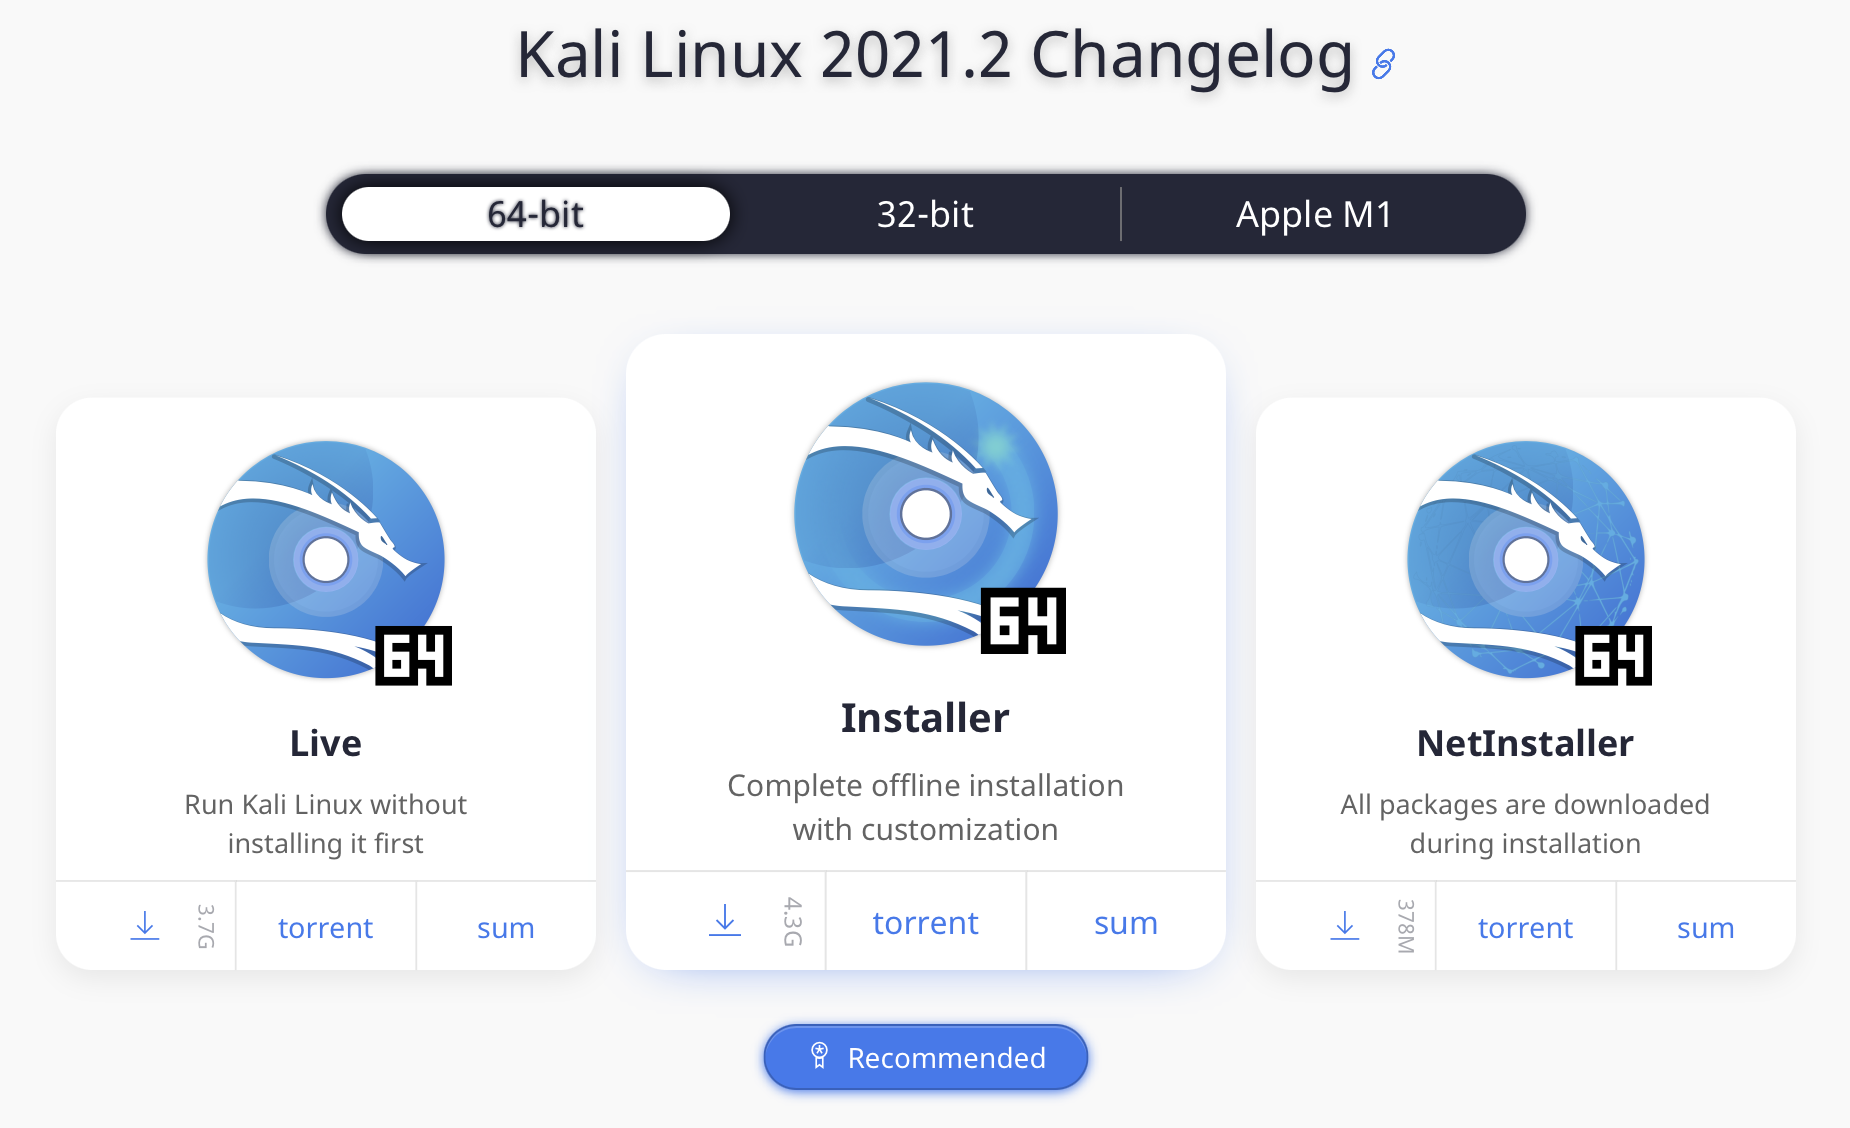 Kali Linux 2021.2 Changelog
64-bit
32-bit
Apple M1
64
Live
Run Kali Linux without
installing it first
3.7G
torrent
sum
64
Installer
Complete offline installation
with customization
4.3G
torrent
sum
64
NetInstaller
All packages are downloaded
during installation
378M
torrent
sum
Recommended